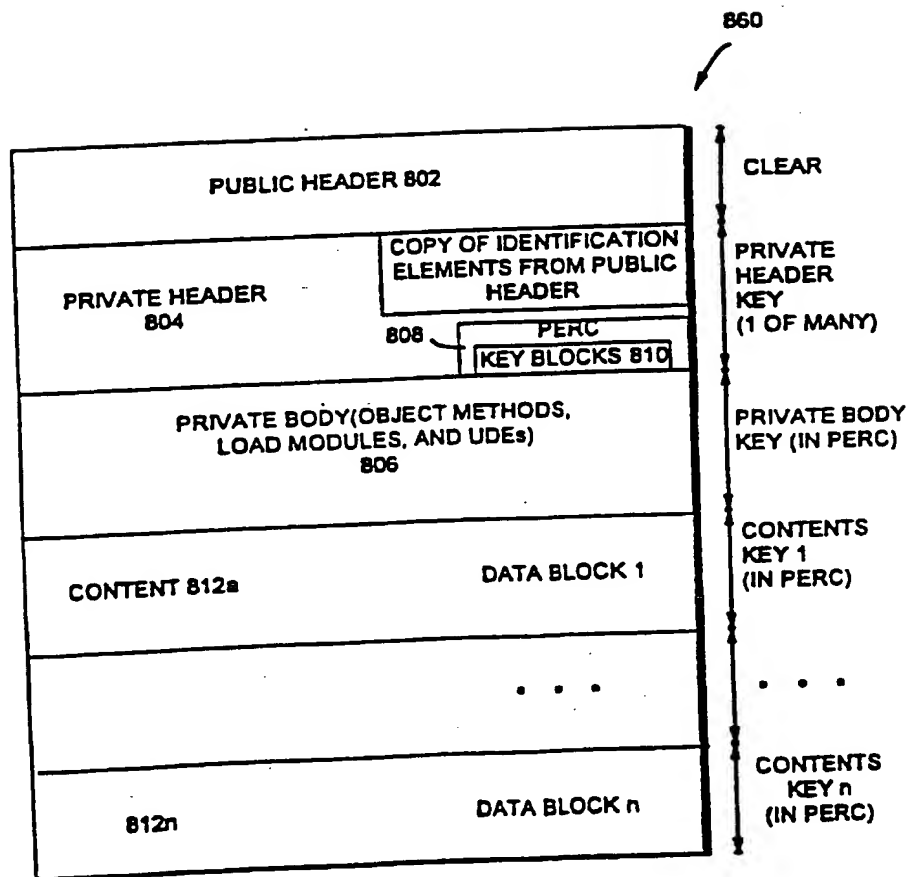 860
PUBLIC HEADER 802
CLEAR
COPY OF IDENTIFICATION
ELEMENTS FROM PUBLIC
HEADER
PRIVATE HEADER
804
PRIVATE
HEADER
KEY
(1 OF MANY)
808
PERC
KEY BLOCKS 810
PRIVATE BODY(OBJECT METHODS,
LOAD MODULES, AND UDEs)
806
PRIVATE BODY
KEY (IN PERC)
CONTENT 812a
DATA BLOCK 1
CONTENTS
KEY 1
(IN PERC)
• • •
• • •
812n
DATA BLOCK n
CONTENTS
KEY n
(IN PERC)